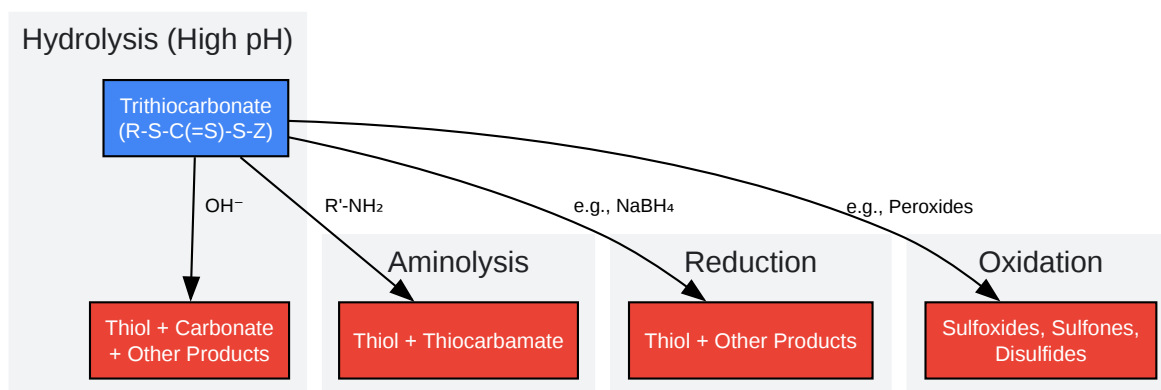 Hydrolysis (High pH)
Trithiocarbonate
(R-S-C(=S)-S-Z)
OH⁻
R'-NH₂
e.g., NaBH₄
e.g., Peroxides
Aminolysis
Reduction
Oxidation
Thiol + Carbonate
+ Other Products
Thiol + Thiocarbamate
Thiol + Other Products
Sulfoxides, Sulfones,
Disulfides